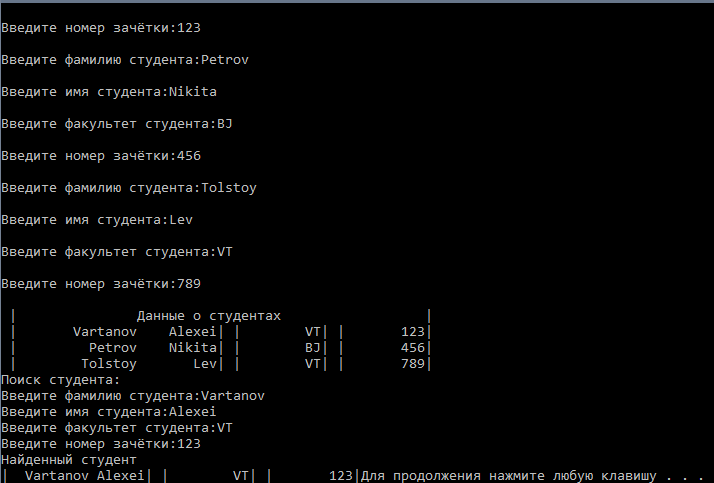 Введите номер зачётки:123
Введите фамилию студента:Petrov
Введите имя студента:Nikita
Введите факультет студента:BJ
Введите номер зачётки:456
Введите фамилию студента:Tolstoy
Введите имя студента:Lev
Введите факультет студента:VT
Введите номер зачётки:789
|               Данные о студентах                  |
|       Vartanov    Alexei| |        VT| |       123|
|         Petrov    Nikita| |        BJ| |       456|
|        Tolstoy       Lev| |        VT| |       789|
Поиск студента:
Введите фамилию студента:Vartanov
Введите имя студента:Alexei
Введите факультет студента:VT
Введите номер зачётки:123
Найденный студент
|  Vartanov Alexei| |        VT| |       123|Для продолжения нажмите любую клавишу . . .